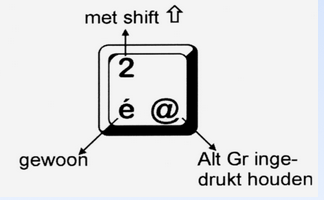 met shift ⇧
2
é @
gewoon
Alt Gr inge-
drukt houden